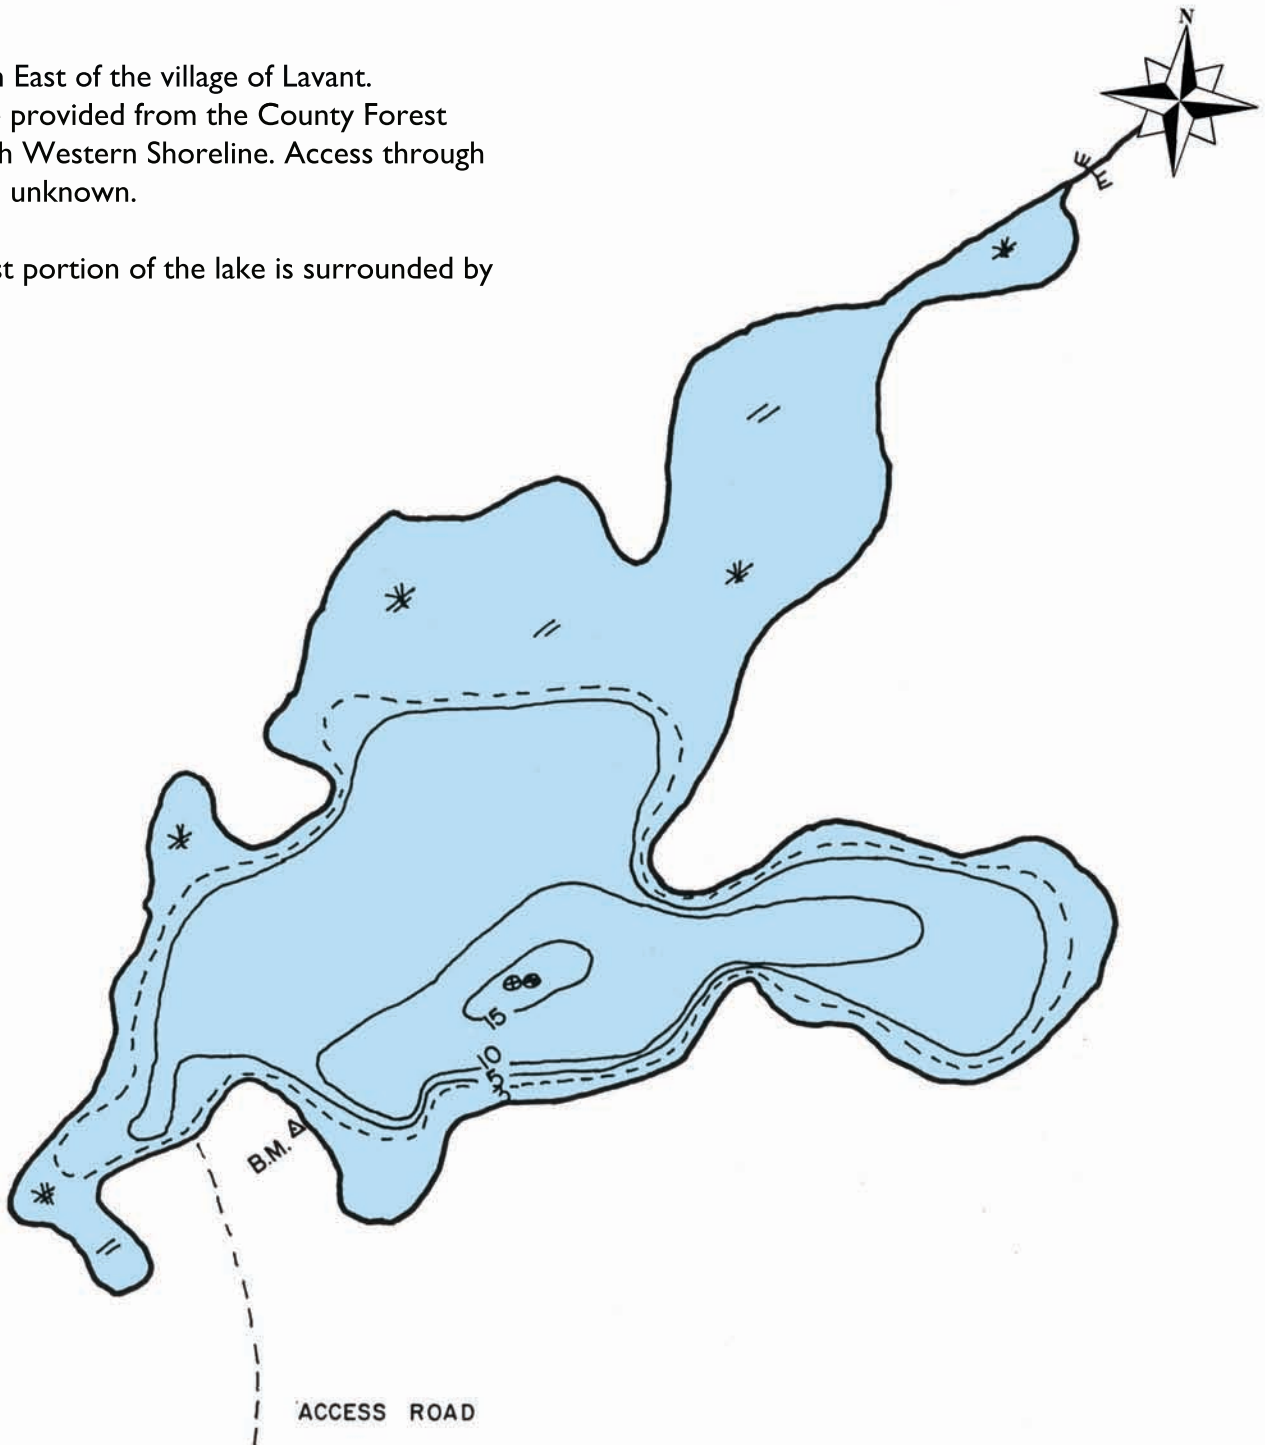 N
East of the village of Lavant.
provided from the County Forest
Western Shoreline. Access through
unknown.
portion of the lake is surrounded by
15
10
5
3
B.M.
ACCESS ROAD